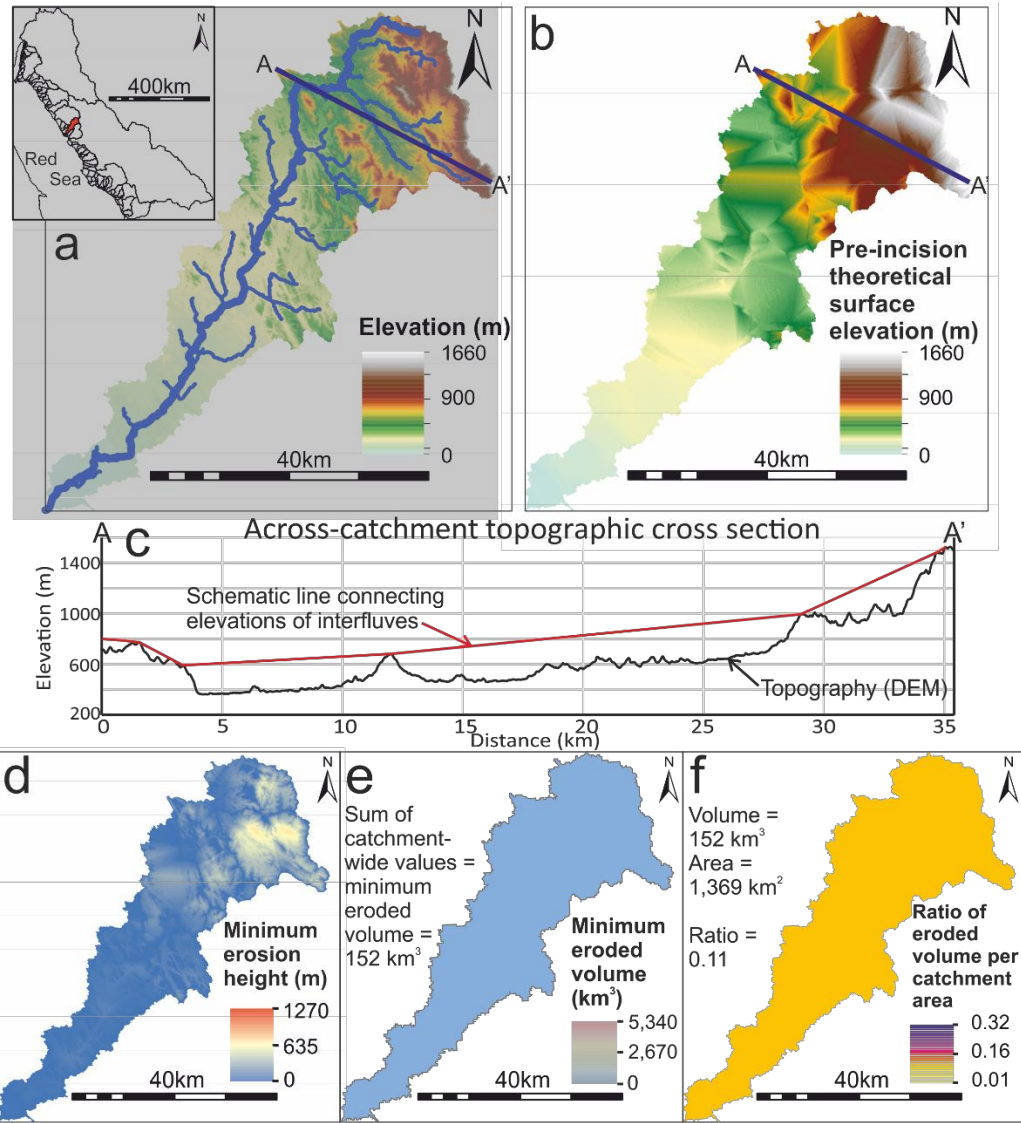 N
400km
Red
Sea
a
A
A'
N
Elevation (m)
1660
900
0
40km
b
A
A'
N
Pre-incision
theoretical
surface
elevation (m)
1660
900
0
40km
Across-catchment topographic cross section
A
A'
c
Elevation (m)
1400
1000
600
200
Schematic line connecting
elevations of interfluves
Topography (DEM)
0
5
10
15
20
25
30
35
Distance (km)
d
N
Minimum
erosion
height (m)
1270
635
0
40km
e
N
Sum of
catchment-
wide values =
minimum
eroded
volume =
152 km³
Minimum
eroded
volume
(km³)
5,340
2,670
0
40km
f
N
Volume =
152 km³
Area =
1,369 km²
Ratio =
0.11
Ratio of
eroded
volume per
catchment
area
0.32
0.16
0.01
40km